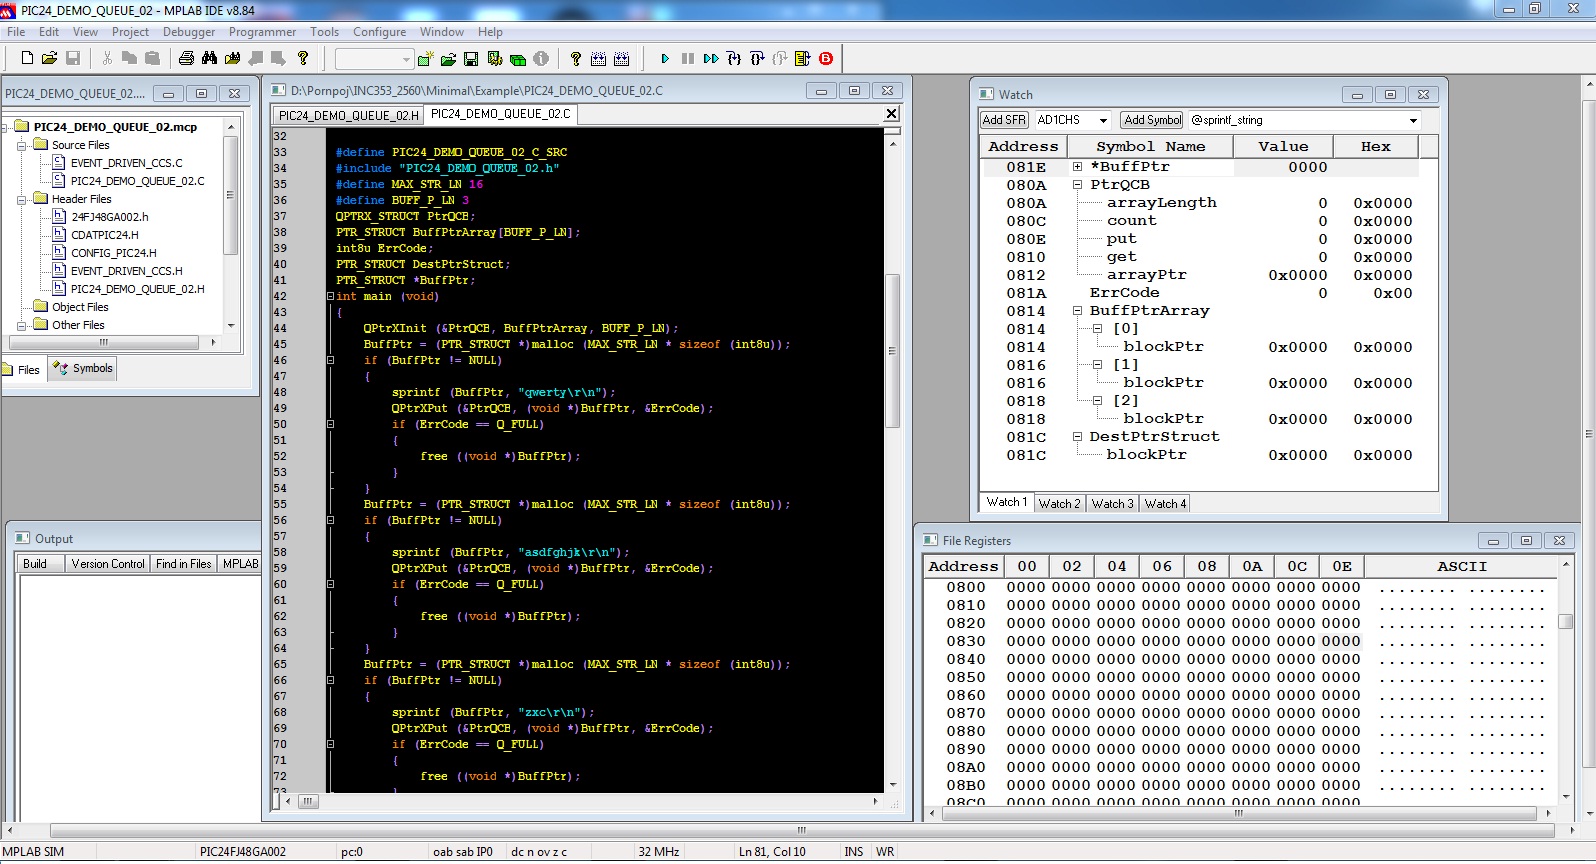 PIC24_DEMO_QUEUE_02 - MPLAB IDE v8.84
File Edit View Project Debugger Programmer Tools Configure Window Help
PIC24_DEMO_QUEUE_02....
PIC24_DEMO_QUEUE_02.mcp
Source Files
EVENT_DRIVEN_CCS.C
PIC24_DEMO_QUEUE_02.C
Header Files
24FJ48GA002.h
CDATPIC24.H
CONFIG_PIC24.H
EVENT_DRIVEN_CCS.H
PIC24_DEMO_QUEUE_02.H
Object Files
Other Files
Files Symbols
Output
Build Version Control Find in Files MPLAB
D:\Pornpoj\INC353_2560\Minimal\Example\PIC24_DEMO_QUEUE_02.C
PIC24_DEMO_QUEUE_02.H PIC24_DEMO_QUEUE_02.C
32
33 #define PIC24_DEMO_QUEUE_02_C_SRC
34 #include "PIC24_DEMO_QUEUE_02.h"
35 #define MAX_STR_LN 16
36 #define BUFF_P_LN 3
37 QPTRX_STRUCT PtrQCB;
38 PTR_STRUCT BuffPtrArray[BUFF_P_LN];
39 int8u ErrCode;
40 PTR_STRUCT DestPtrStruct;
41 PTR_STRUCT *BuffPtr;
42 int main (void)
43 {
44 QPtrXInit (&PtrQCB, BuffPtrArray, BUFF_P_LN);
45 BuffPtr = (PTR_STRUCT *)malloc (MAX_STR_LN * sizeof (int8u));
46 if (BuffPtr != NULL)
47 {
48 sprintf (BuffPtr, "qwerty\r\n");
49 QPtrXPut (&PtrQCB, (void *)BuffPtr, &ErrCode);
50 if (ErrCode == Q_FULL)
51 {
52 free ((void *)BuffPtr);
53 }
54 }
55 BuffPtr = (PTR_STRUCT *)malloc (MAX_STR_LN * sizeof (int8u));
56 if (BuffPtr != NULL)
57 {
58 sprintf (BuffPtr, "asdfghjk\r\n");
59 QPtrXPut (&PtrQCB, (void *)BuffPtr, &ErrCode);
60 if (ErrCode == Q_FULL)
61 {
62 free ((void *)BuffPtr);
63 }
64 }
65 BuffPtr = (PTR_STRUCT *)malloc (MAX_STR_LN * sizeof (int8u));
66 if (BuffPtr != NULL)
67 {
68 sprintf (BuffPtr, "zxc\r\n");
69 QPtrXPut (&PtrQCB, (void *)BuffPtr, &ErrCode);
70 if (ErrCode == Q_FULL)
71 {
72 free ((void *)BuffPtr);
73 }
Watch
Add SFR AD1CHS Add Symbol @sprintf_string
Address Symbol Name Value Hex
081E *BuffPtr 0000
080A PtrQCB
080A arrayLength 0 0x0000
080C count 0 0x0000
080E put 0 0x0000
0810 get 0 0x0000
0812 arrayPtr 0x0000 0x0000
081A ErrCode 0 0x00
0814 BuffPtrArray
0814 [0]
0814 blockPtr 0x0000 0x0000
0816 [1]
0816 blockPtr 0x0000 0x0000
0818 [2]
0818 blockPtr 0x0000 0x0000
081C DestPtrStruct
081C blockPtr 0x0000 0x0000
Watch 1 Watch 2 Watch 3 Watch 4
File Registers
Address 00 02 04 06 08 0A 0C 0E ASCII
0800 0000 0000 0000 0000 0000 0000 0000 0000 ........ ........
0810 0000 0000 0000 0000 0000 0000 0000 0000 ........ ........
0820 0000 0000 0000 0000 0000 0000 0000 0000 ........ ........
0830 0000 0000 0000 0000 0000 0000 0000 0000 ........ ........
0840 0000 0000 0000 0000 0000 0000 0000 0000 ........ ........
0850 0000 0000 0000 0000 0000 0000 0000 0000 ........ ........
0860 0000 0000 0000 0000 0000 0000 0000 0000 ........ ........
0870 0000 0000 0000 0000 0000 0000 0000 0000 ........ ........
0880 0000 0000 0000 0000 0000 0000 0000 0000 ........ ........
0890 0000 0000 0000 0000 0000 0000 0000 0000 ........ ........
08A0 0000 0000 0000 0000 0000 0000 0000 0000 ........ ........
08B0 0000 0000 0000 0000 0000 0000 0000 0000 ........ ........
08C0 0000 0000 0000 0000 0000 0000 0000 0000 ........ ........
MPLAB SIM PIC24FJ48GA002 pc:0 oab sab IP0 dc n ov z c 32 MHz Ln 81, Col 10 INS WR